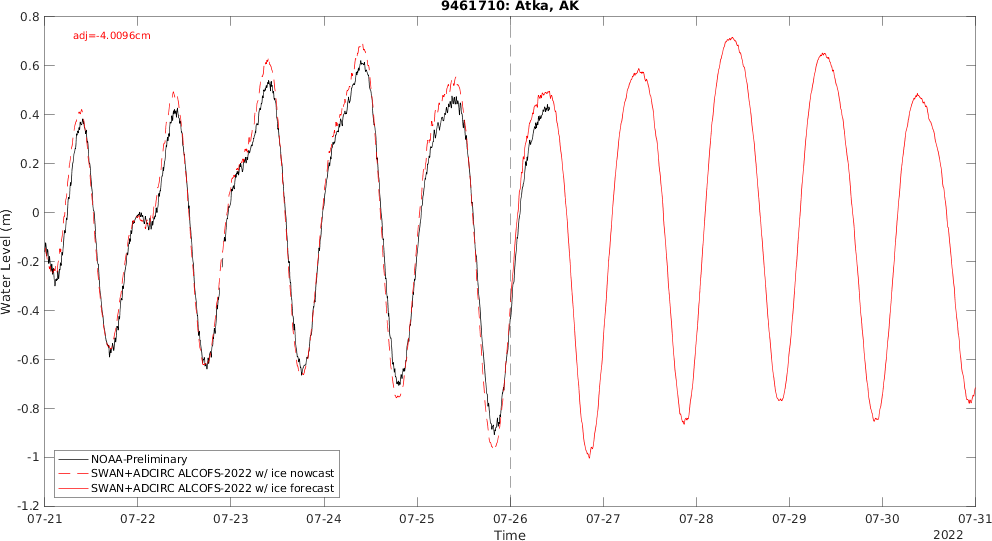 9461710: Atka, AK
adj=-4.0096cm
Water Level (m)
0.8
0.6
0.4
0.2
0
-0.2
-0.4
-0.6
-0.8
-1
-1.2
NOAA-Preliminary
SWAN+ADCIRC ALCOFS-2022 w/ ice nowcast
SWAN+ADCIRC ALCOFS-2022 w/ ice forecast
07-21 07-22 07-23 07-24 07-25 07-26 07-27 07-28 07-29 07-30 07-31
Time
2022